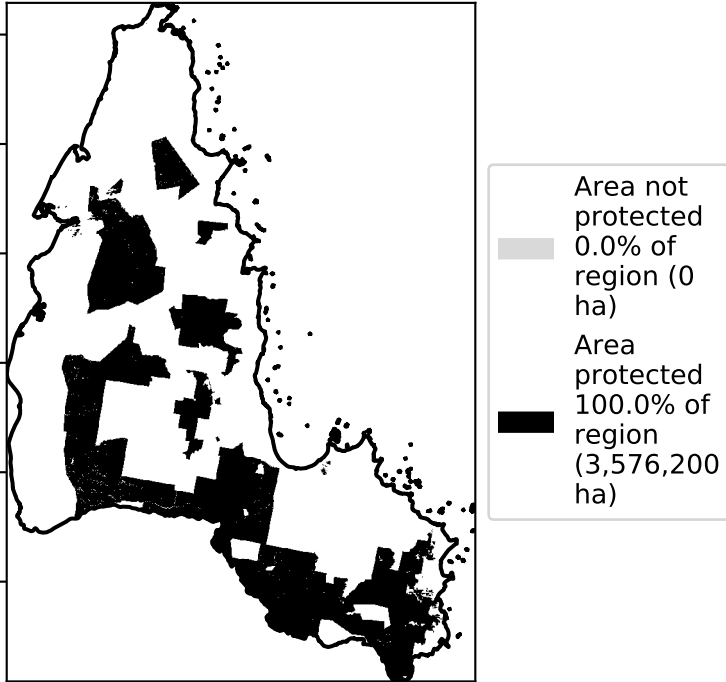 Area not
protected
0.0% of
region (0
ha)
Area
protected
100.0% of
region
(3,576,200
ha)